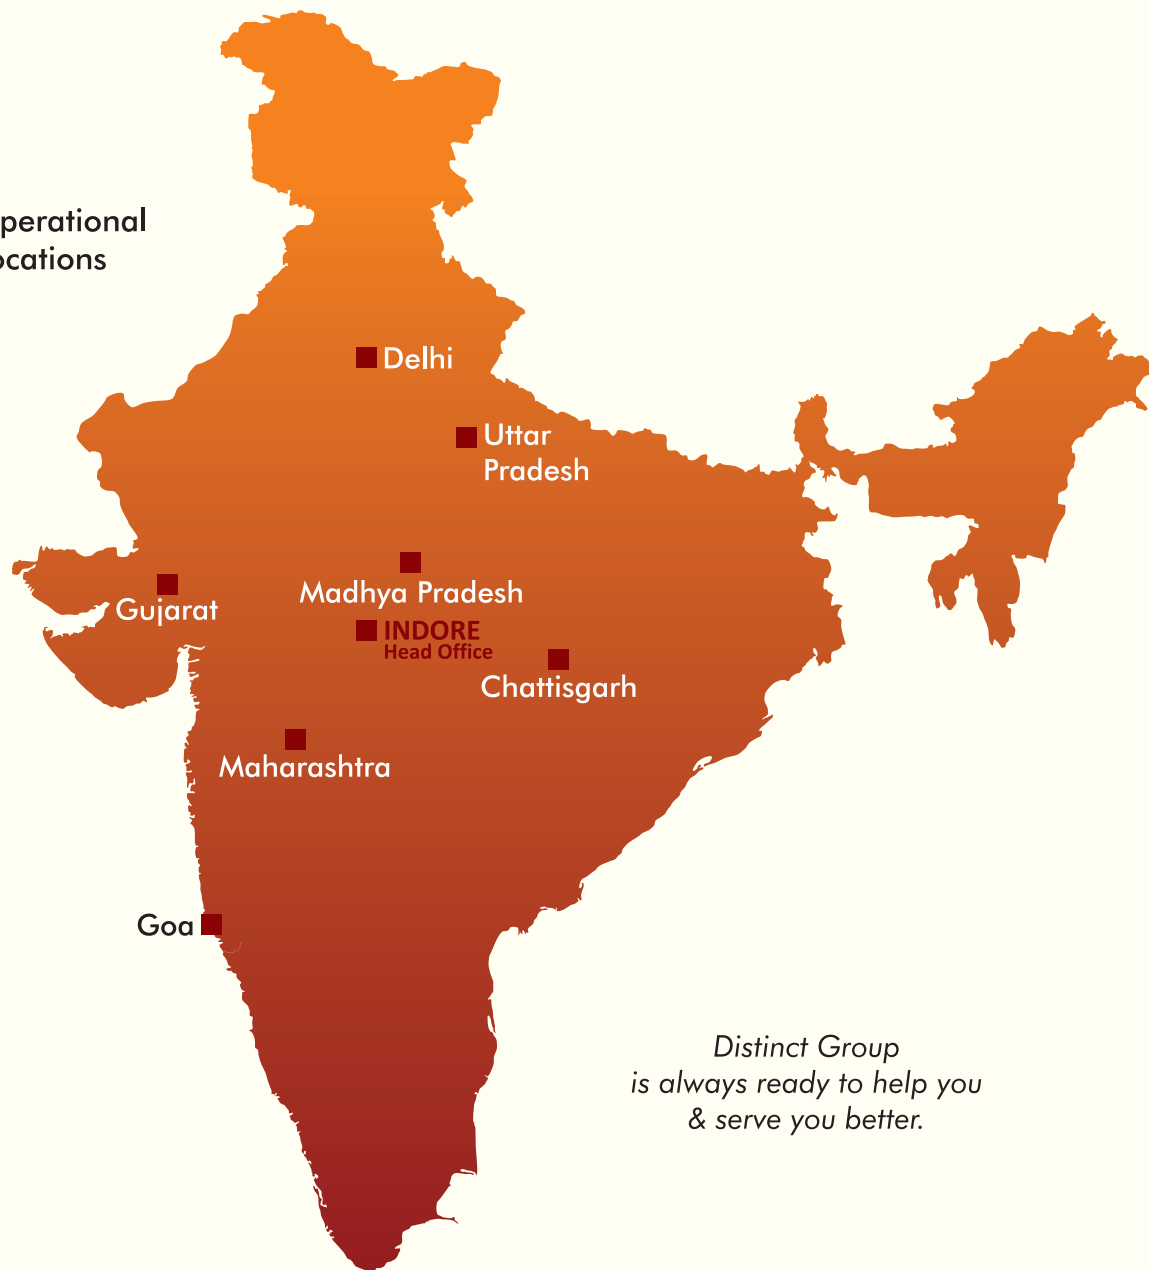 perational
ocations
Delhi
Uttar
Pradesh
Madhya Pradesh
Gujarat
INDORE
Head Office
Chattisgarh
Maharashtra
Goa
Distinct Group
is always ready to help you
& serve you better.